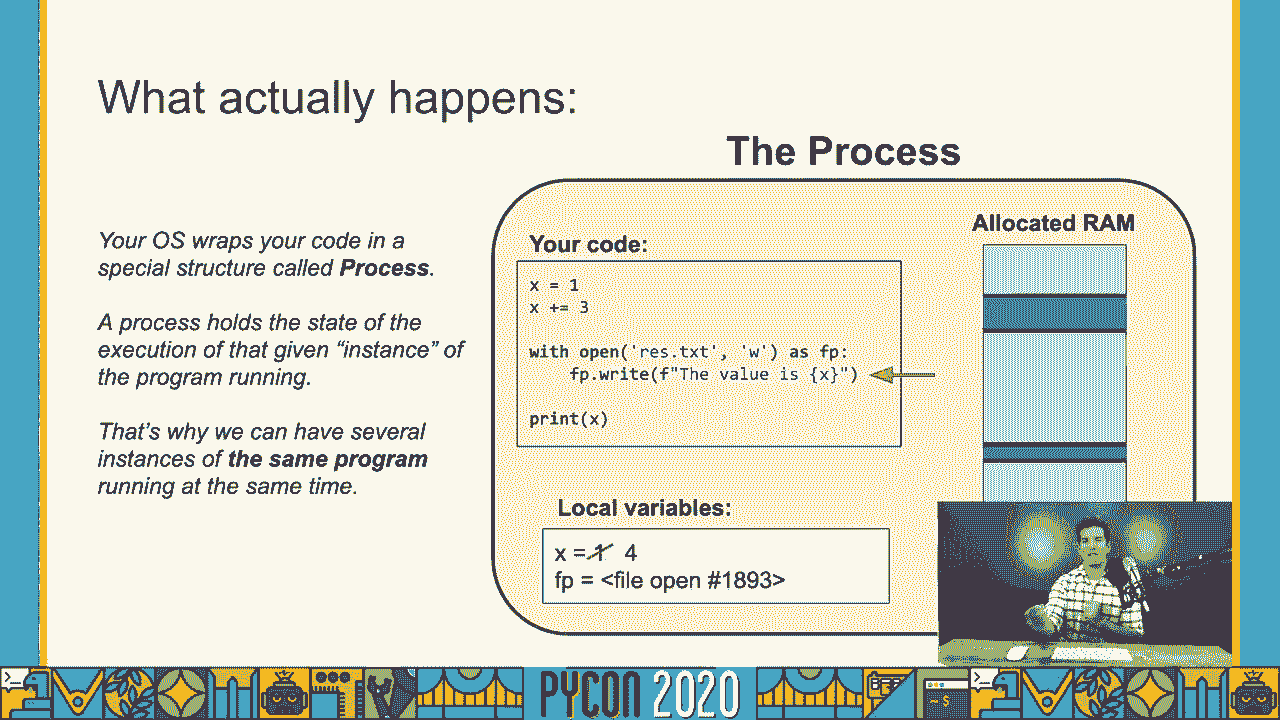 What actually happens:
The Process
Your OS wraps your code in a
special structure called Process.
A process holds the state of the
execution of that given “instance” of
the program running.
That’s why we can have several
instances of the same program
running at the same time.
Your code:
x = 1
x += 3
with open('res.txt', 'w') as fp:
    fp.write(f"The value is {x}")
print(x)
Local variables:
x = 1 4
fp = <file open #1893>
Allocated RAM
PYCON 2020